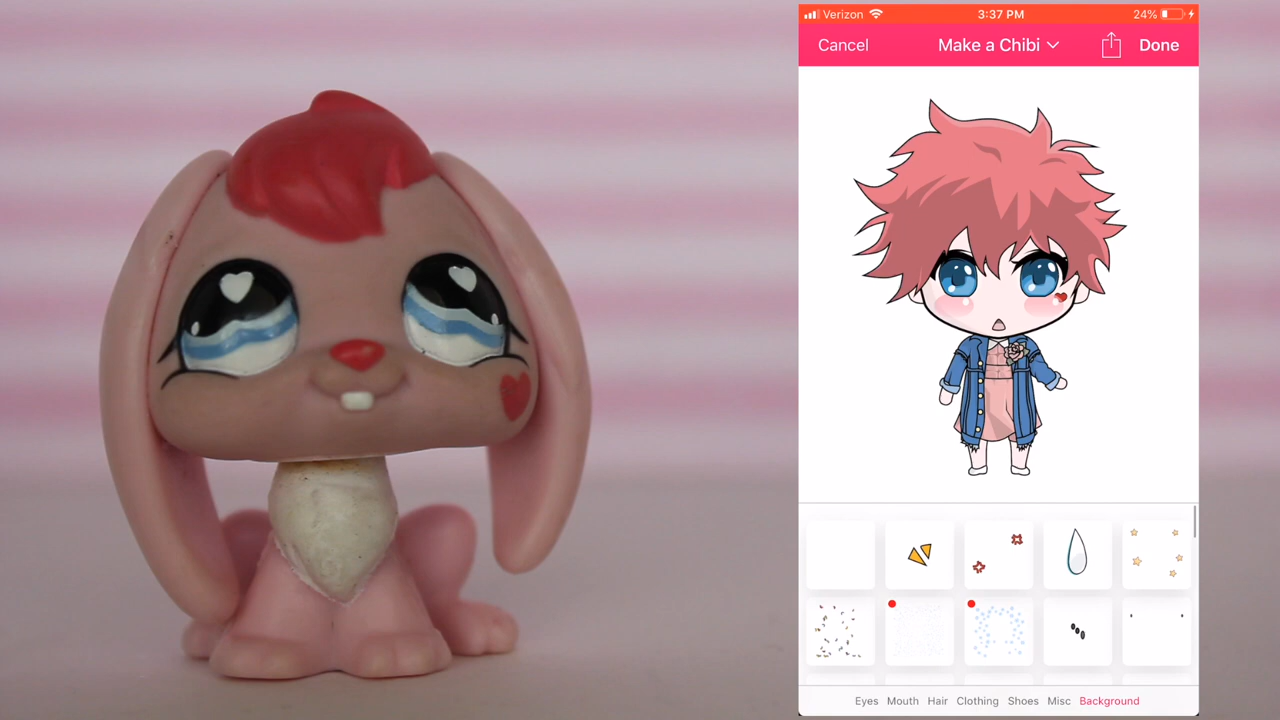 Verizon 3:37 PM 24%
Cancel Make a Chibi Done
Eyes Mouth Hair Clothing Shoes Misc Background